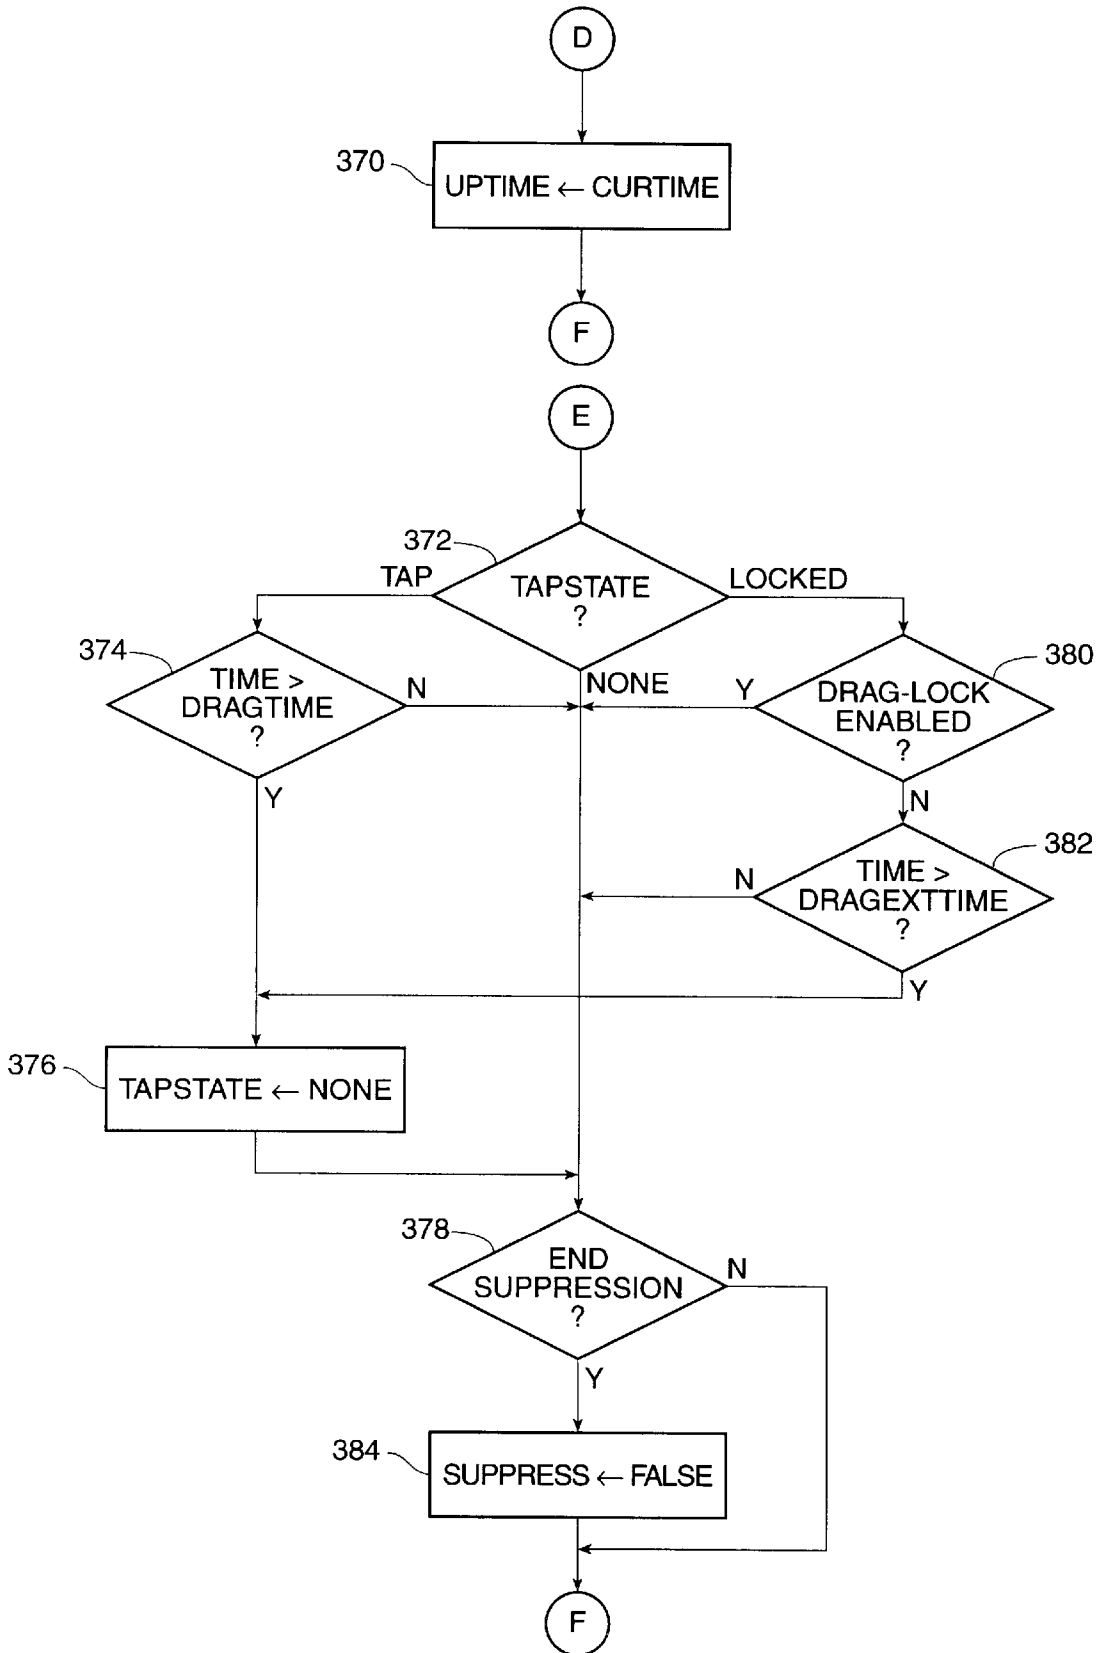 D
370
UPTIME ← CURTIME
F
E
372
TAPSTATE
?
TAP
LOCKED
NONE
374
TIME >
DRAGTIME
?
N
Y
380
DRAG-LOCK
ENABLED
?
Y
N
382
TIME >
DRAGEXTTIME
?
N
Y
376
TAPSTATE ← NONE
378
END
SUPPRESSION
?
N
Y
384
SUPPRESS ← FALSE
F